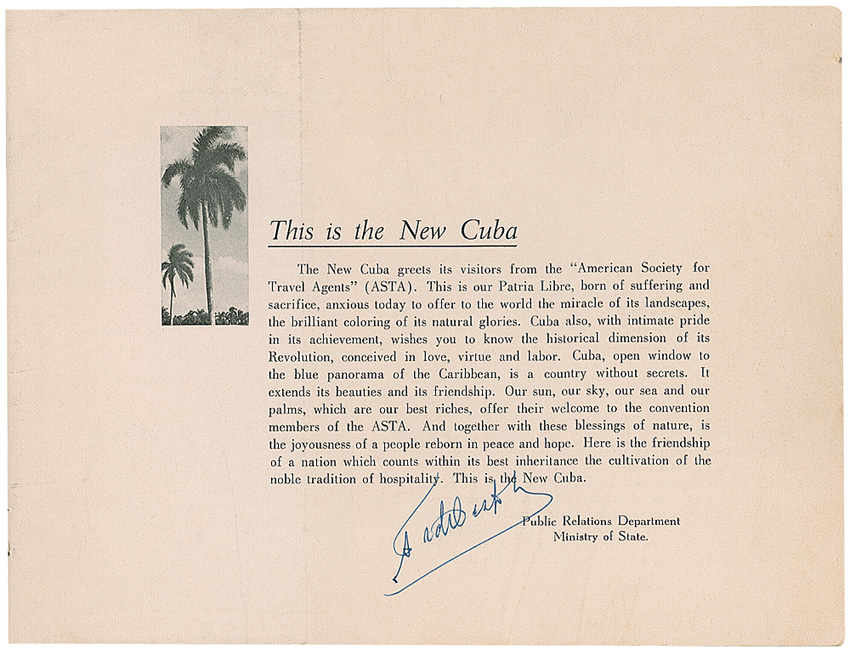 This is the New Cuba
The New Cuba greets its visitors from the "American Society for
Travel Agents" (ASTA). This is our Patria Libre, born of suffering and
sacrifice, anxious today to offer to the world the miracle of its landscapes,
the brilliant coloring of its natural glories. Cuba also, with intimate pride
in its achievement, wishes you to know the historical dimension of its
Revolution, conceived in love, virtue and labor. Cuba, open window to
the blue panorama of the Caribbean, is a country without secrets. It
extends its beauties and its friendship. Our sun, our sky, our sea and our
palms, which are our best riches, offer their welcome to the convention
members of the ASTA. And together with these blessings of nature, is
the joyousness of a people reborn in peace and hope. Here is the friendship
of a nation which counts within its best inheritance the cultivation of the
noble tradition of hospitality. This is the New Cuba.
Public Relations Department
Ministry of State.